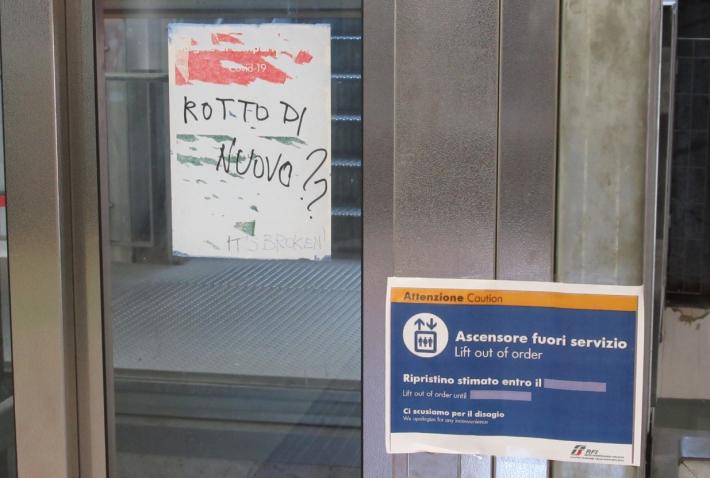 Covid-19
ROTTO DI
NUOVO?
IT'S BROKEN!
Attenzione Caution
Ascensore fuori servizio
Lift out of order
Ripristino stimato entro il
Lift out of order until
Ci scusiamo per il disagio
We apologise for any inconvenience
RFI